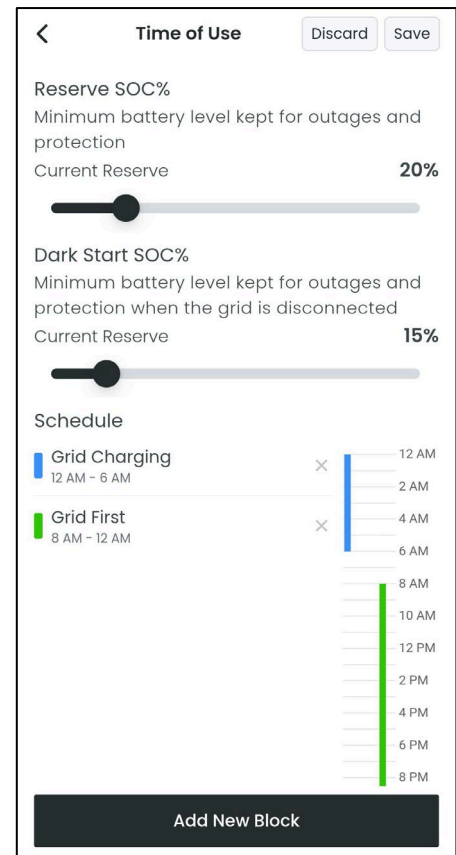 Time of Use
Discard
Save
Reserve SOC%
Minimum battery level kept for outages and
protection
Current Reserve
20%
Dark Start SOC%
Minimum battery level kept for outages and
protection when the grid is disconnected
Current Reserve
15%
Schedule
Grid Charging
12 AM - 6 AM
Grid First
8 AM - 12 AM
12 AM
2 AM
4 AM
6 AM
8 AM
10 AM
12 PM
2 PM
4 PM
6 PM
8 PM
Add New Block